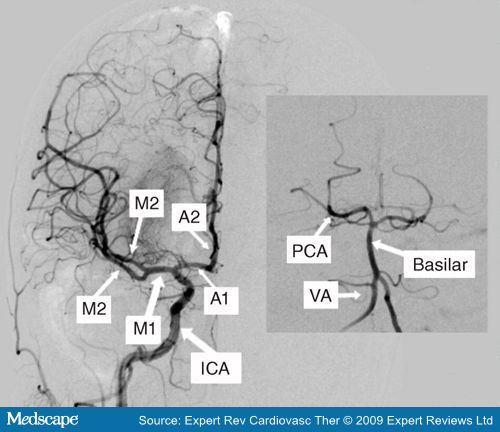 M2
A2
M2
M1
A1
ICA
PCA
Basilar
VA
Medscape
Source: Expert Rev Cardiovasc Ther © 2009 Expert Reviews Ltd